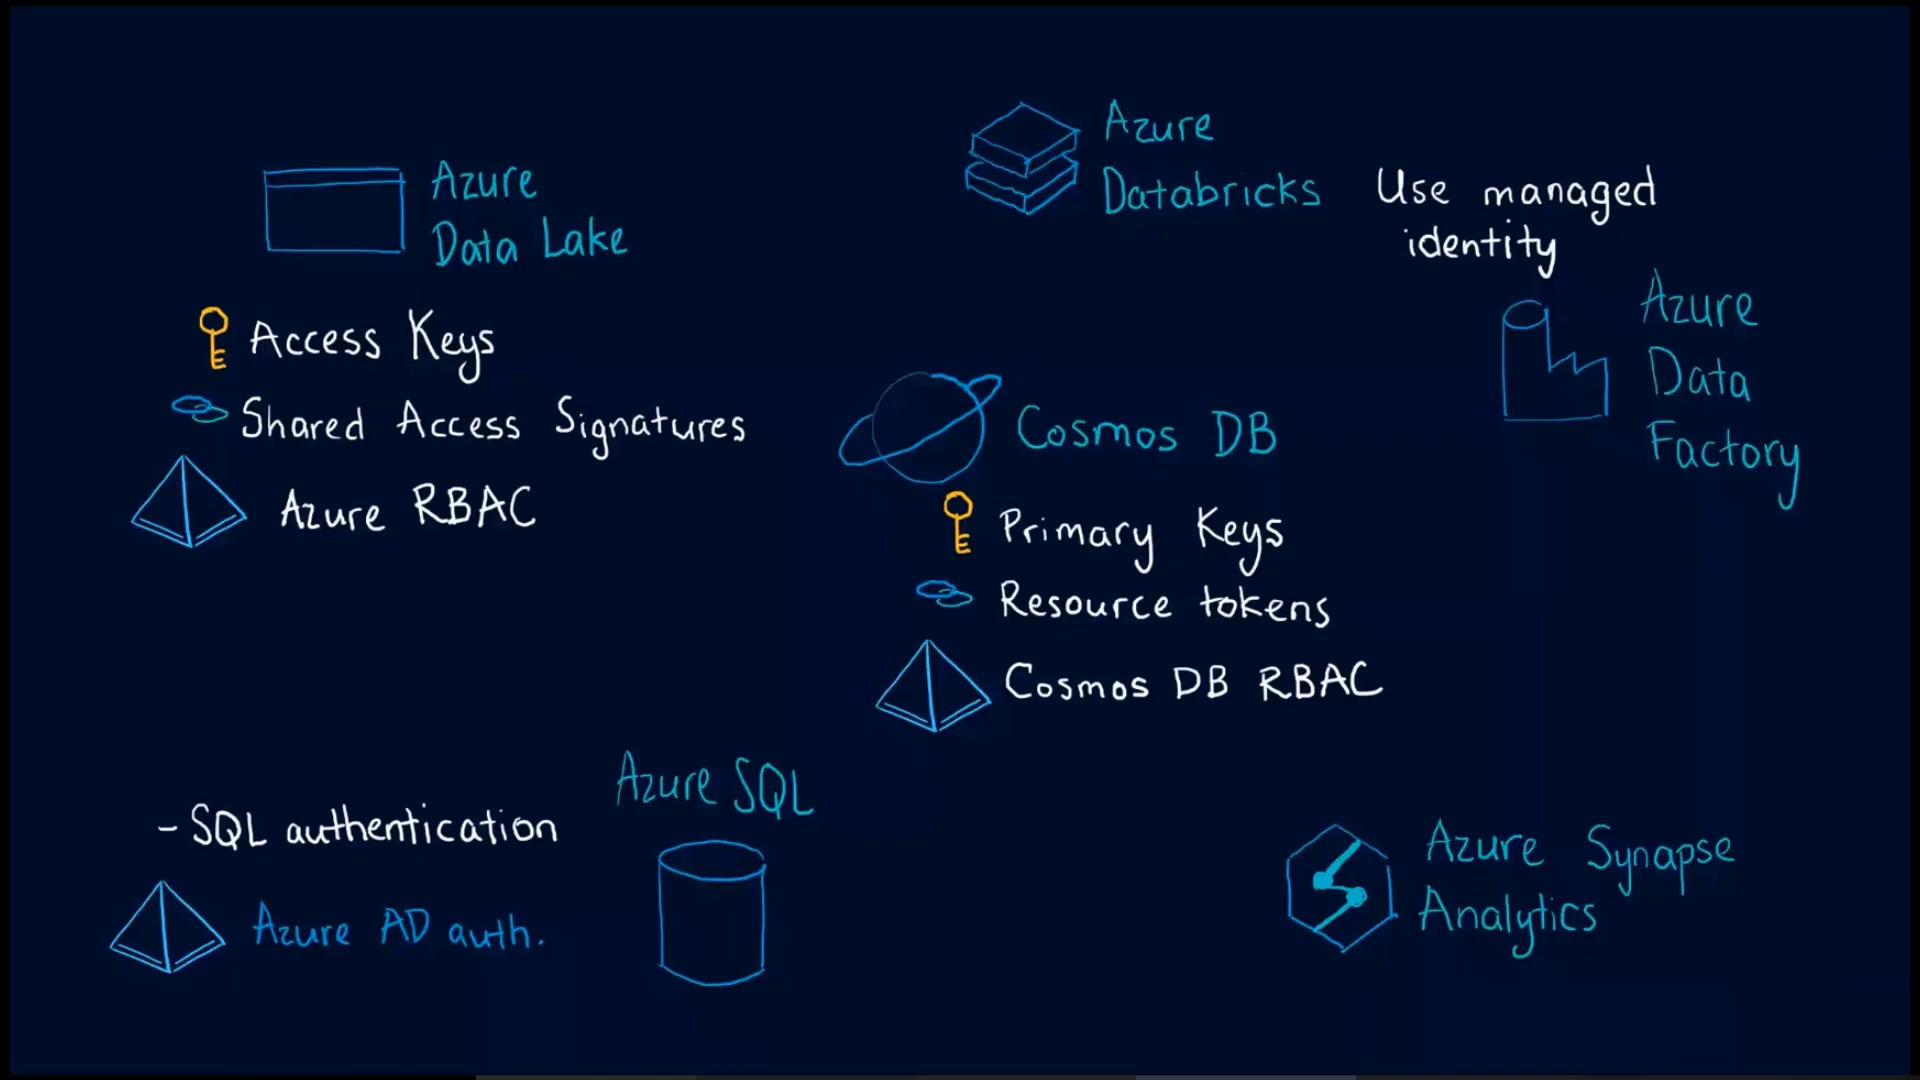 Azure
Data Lake
Access Keys
Shared Access Signatures
Azure RBAC
Azure
Databricks
Use managed
identity
Azure
Data
Factory
Cosmos DB
Primary Keys
Resource tokens
Cosmos DB RBAC
Azure SQL
- SQL authentication
Azure AD auth.
Azure Synapse
Analytics